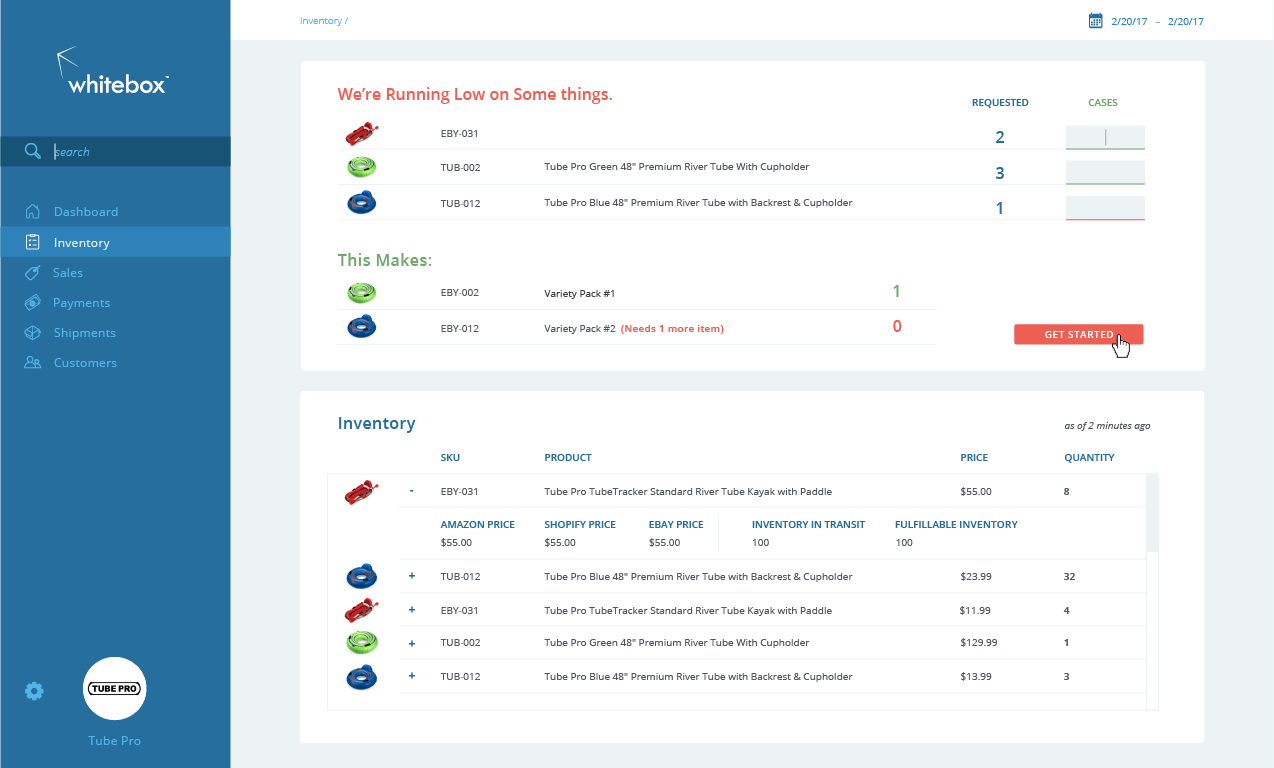 whitebox
search
Dashboard
Inventory
Sales
Payments
Shipments
Customers
TUBE PRO
Tube Pro
Inventory /
2/20/17 – 2/20/17
We're Running Low on Some things.
REQUESTED CASES
EBY-031 2
TUB-002 Tube Pro Green 48" Premium River Tube With Cupholder 3
TUB-012 Tube Pro Blue 48" Premium River Tube with Backrest & Cupholder 1
This Makes:
EBY-002 Variety Pack #1 1
EBY-012 Variety Pack #2 (Needs 1 more item) 0
GET STARTED
Inventory as of 2 minutes ago
SKU PRODUCT PRICE QUANTITY
- EBY-031 Tube Pro TubeTracker Standard River Tube Kayak with Paddle $55.00 8
AMAZON PRICE SHOPIFY PRICE EBAY PRICE INVENTORY IN TRANSIT FULFILLABLE INVENTORY
$55.00 $55.00 $55.00 100 100
+ TUB-012 Tube Pro Blue 48" Premium River Tube with Backrest & Cupholder $23.99 32
+ EBY-031 Tube Pro TubeTracker Standard River Tube Kayak with Paddle $11.99 4
+ TUB-002 Tube Pro Green 48" Premium River Tube With Cupholder $129.99 1
+ TUB-012 Tube Pro Blue 48" Premium River Tube with Backrest & Cupholder $13.99 3